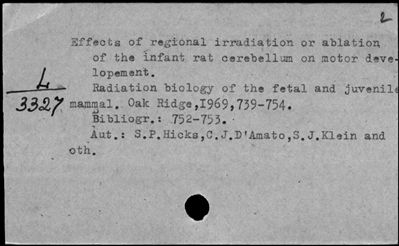 2
Effects of regional irradiation or ablation
of the infant rat cerebellum on motor deve-
lopement.
L
3327
Radiation biology of the fetal and juvenile
mammal. Oak Ridge,I969,739-754.
Bibliogr.: 752-753.
Aut.: S.P.Hicks,C.J.D'Amato,S.J.Klein and
oth.